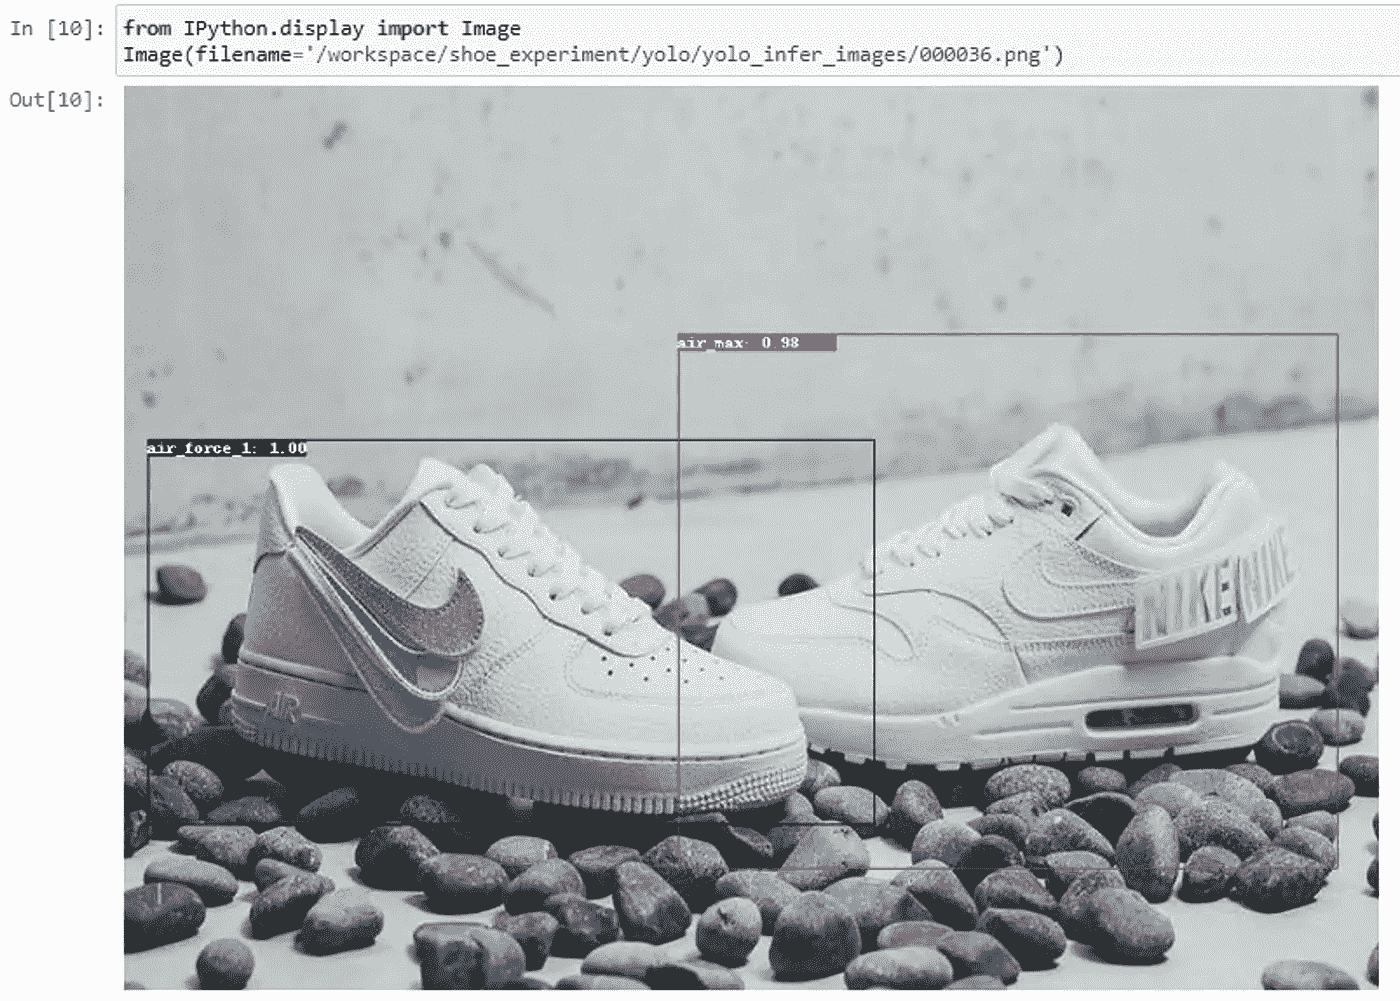 In [10]: from IPython.display import Image
Image(filename='/workspace/shoe_experiment/yolo/yolo_infer_images/000036.png')
Out[10]:
air_max: 0.98
air_force_1: 1.00
NIKE:NIKE
AIR